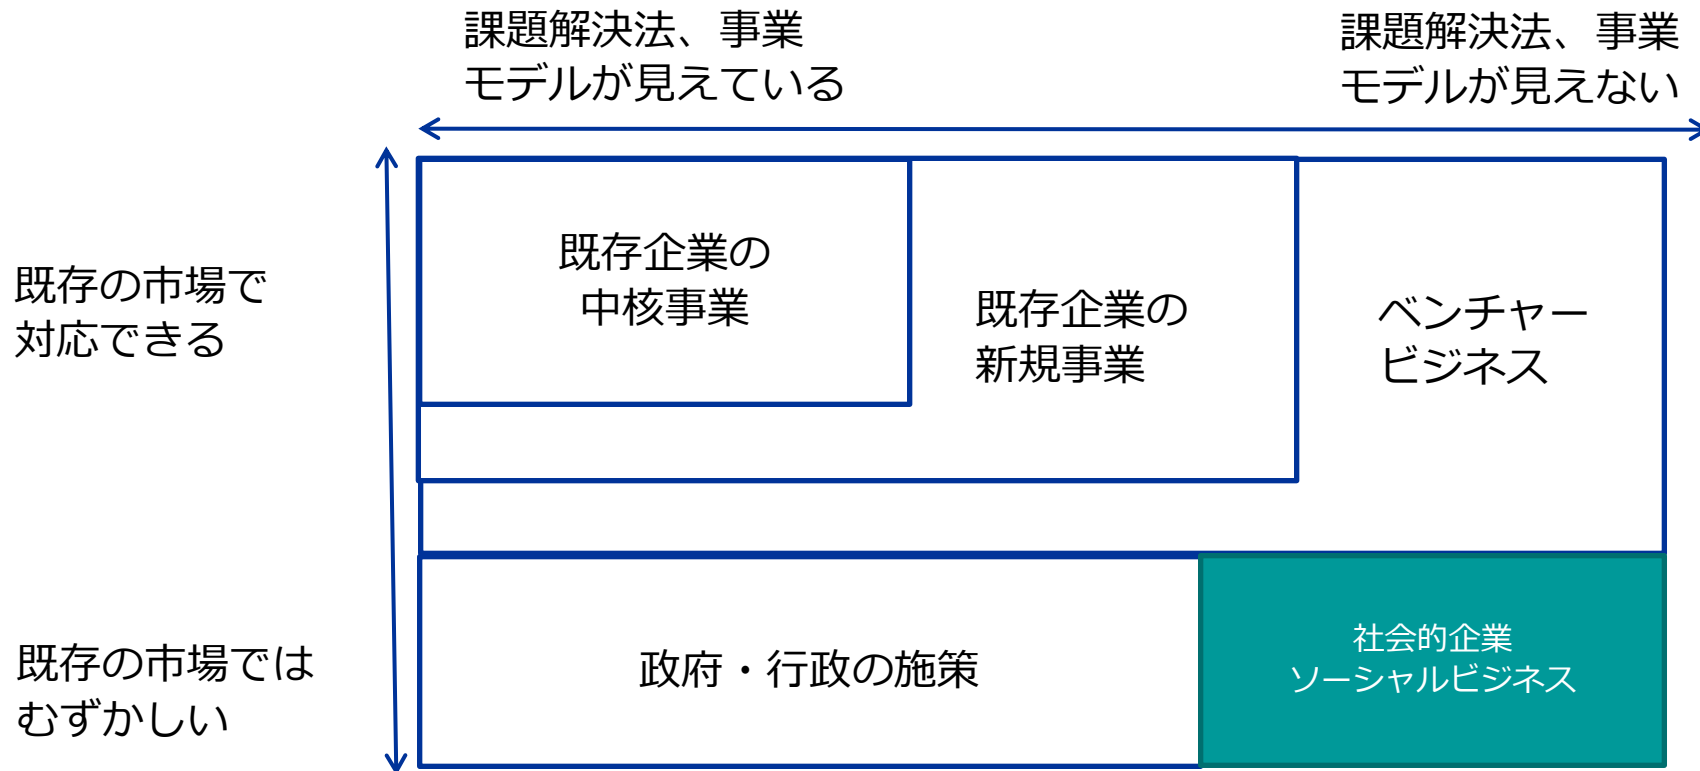 課題解決法、事業
モデルが見えている
課題解決法、事業
モデルが見えない
既存の市場で
対応できる
既存企業の
中核事業
既存企業の
新規事業
ベンチャー
ビジネス
既存の市場では
むずかしい
政府・行政の施策
社会的企業
ソーシャルビジネス